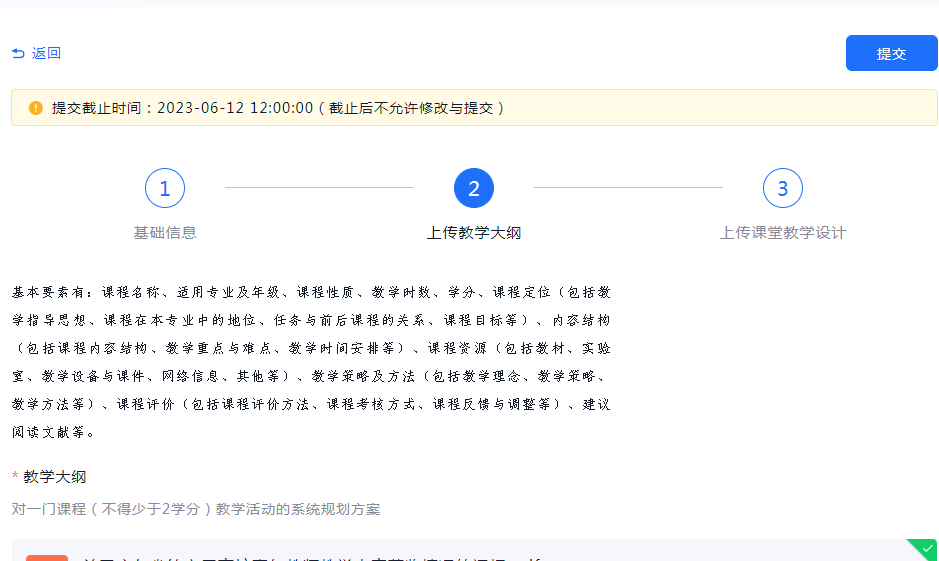 返回
提交
提交截止时间：2023-06-12 12:00:00（截止后不允许修改与提交）
1
2
3
基础信息
上传教学大纲
上传课堂教学设计
基本要素有：课程名称、适用专业及年级、课程性质、教学时数、学分、课程定位（包括教
学指导思想、课程在本专业中的地位、任务与前后课程的关系、课程目标等）、内容结构
（包括课程内容结构、教学重点与难点、教学时间安排等）、课程资源（包括教材、实验
室、教学设备与课件、网络信息、其他等）、教学策略及方法（包括教学理念、教学策略、
教学方法等）、课程评价（包括课程评价方法、课程考核方式、课程反馈与调整等）、建议
阅读文献等。
* 教学大纲
对一门课程（不得少于2学分）教学活动的系统规划方案